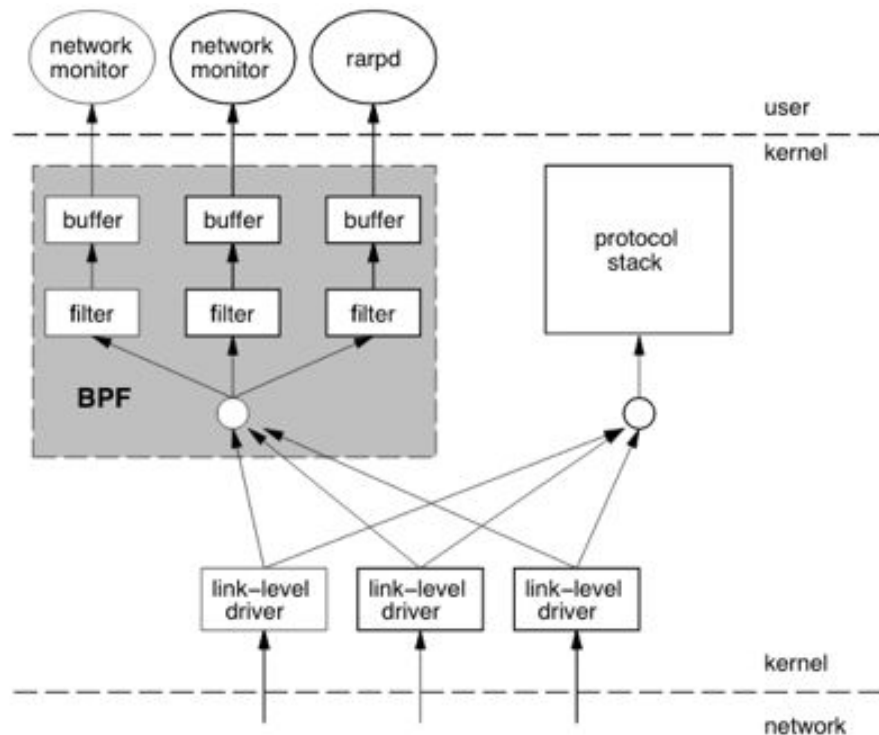 network
monitor
network
monitor
rarpd
user
kernel
buffer
buffer
buffer
protocol
stack
filter
filter
filter
BPF
link-level
driver
link-level
driver
link-level
driver
kernel
network